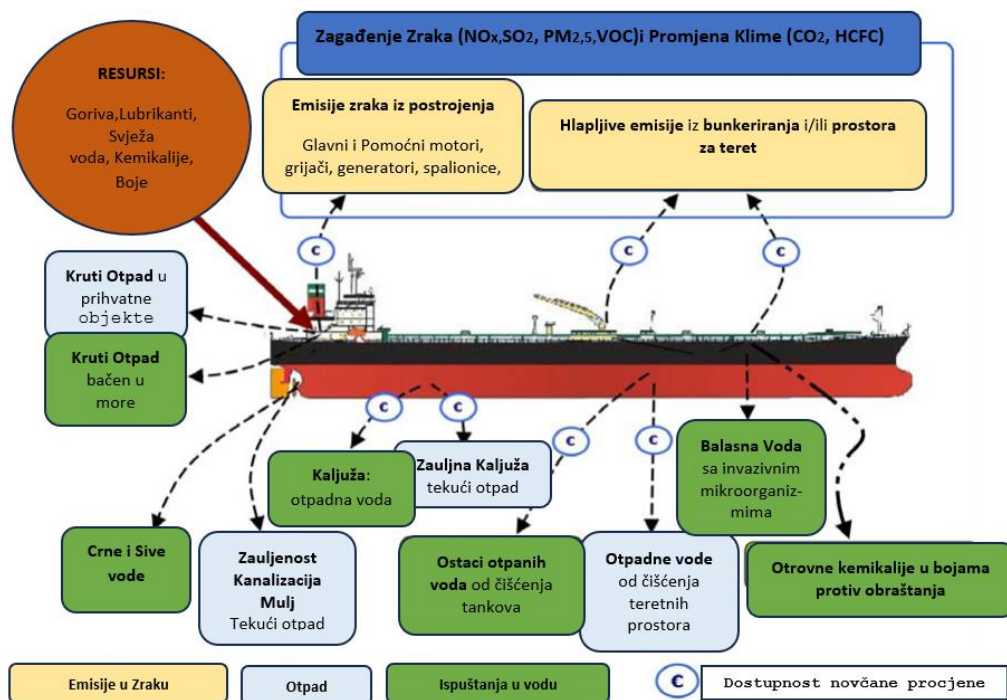 Zagađenje Zraka (NOx,SO2, PM2,5,VOC)i Promjena Klime (CO2, HCFC)
RESURSI:
Goriva,Lubrikanti,
Svježa
voda, Kemikalije,
Boje
Emisije zraka iz postrojenja
Glavni i Pomoćni motori,
grijači, generatori, spalionice,
Hlapljive emisije iz bunkeriranja i/ili prostora
za teret
c
c
c
Kruti Otpad u
prihvatne
objekte
Kruti Otpad
bačen u
more
c
c
c
c
Kaljuža:
otpadna voda
Zauljna Kaljuža
tekući otpad
Balasna Voda
sa invazivnim
mikroorganiz-
mima
Crne i Sive
vode
Zauljenost
Kanalizacija
Mulj
Tekući otpad
Ostaci otpanih
voda od čišćenja
tankova
Otpadne vode
od čišćenja
teretnih
prostora
Otrovne kemikalije u bojama
protiv obraštanja
Emisije u Zraku
Otpad
Ispuštanja u vodu
c
Dostupnost novčane procjene